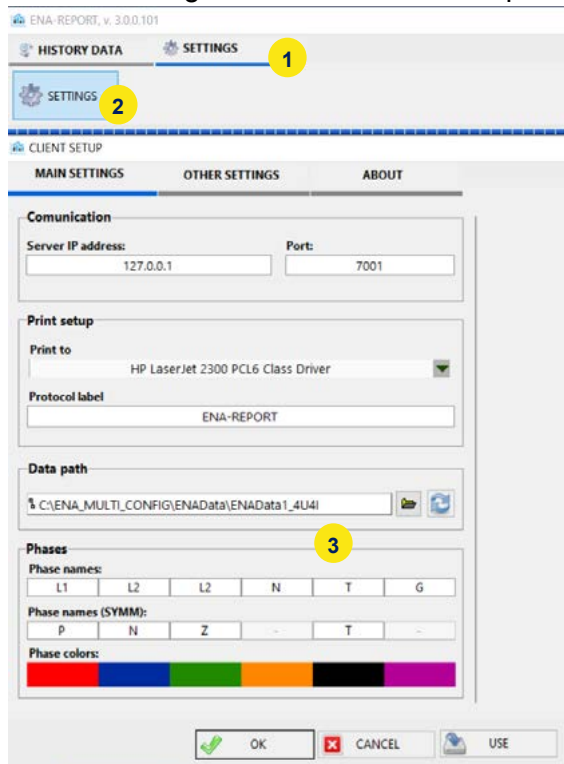 ENA-REPORT, v. 3.0.0.101
HISTORY DATA SETTINGS 1
SETTINGS 2
CLIENT SETUP
MAIN SETTINGS OTHER SETTINGS ABOUT
Comunication
Server IP address: Port:
127.0.0.1 7001
Print setup
Print to
HP LaserJet 2300 PCL6 Class Driver
Protocol label
ENA-REPORT
Data path
C:\ENA_MULTI_CONFIG\ENAData\ENAData1_4U4I
3
Phases
Phase names:
L1 L2 L2 N T G
Phase names (SYMM):
P N Z - T -
Phase colors:
OK CANCEL USE